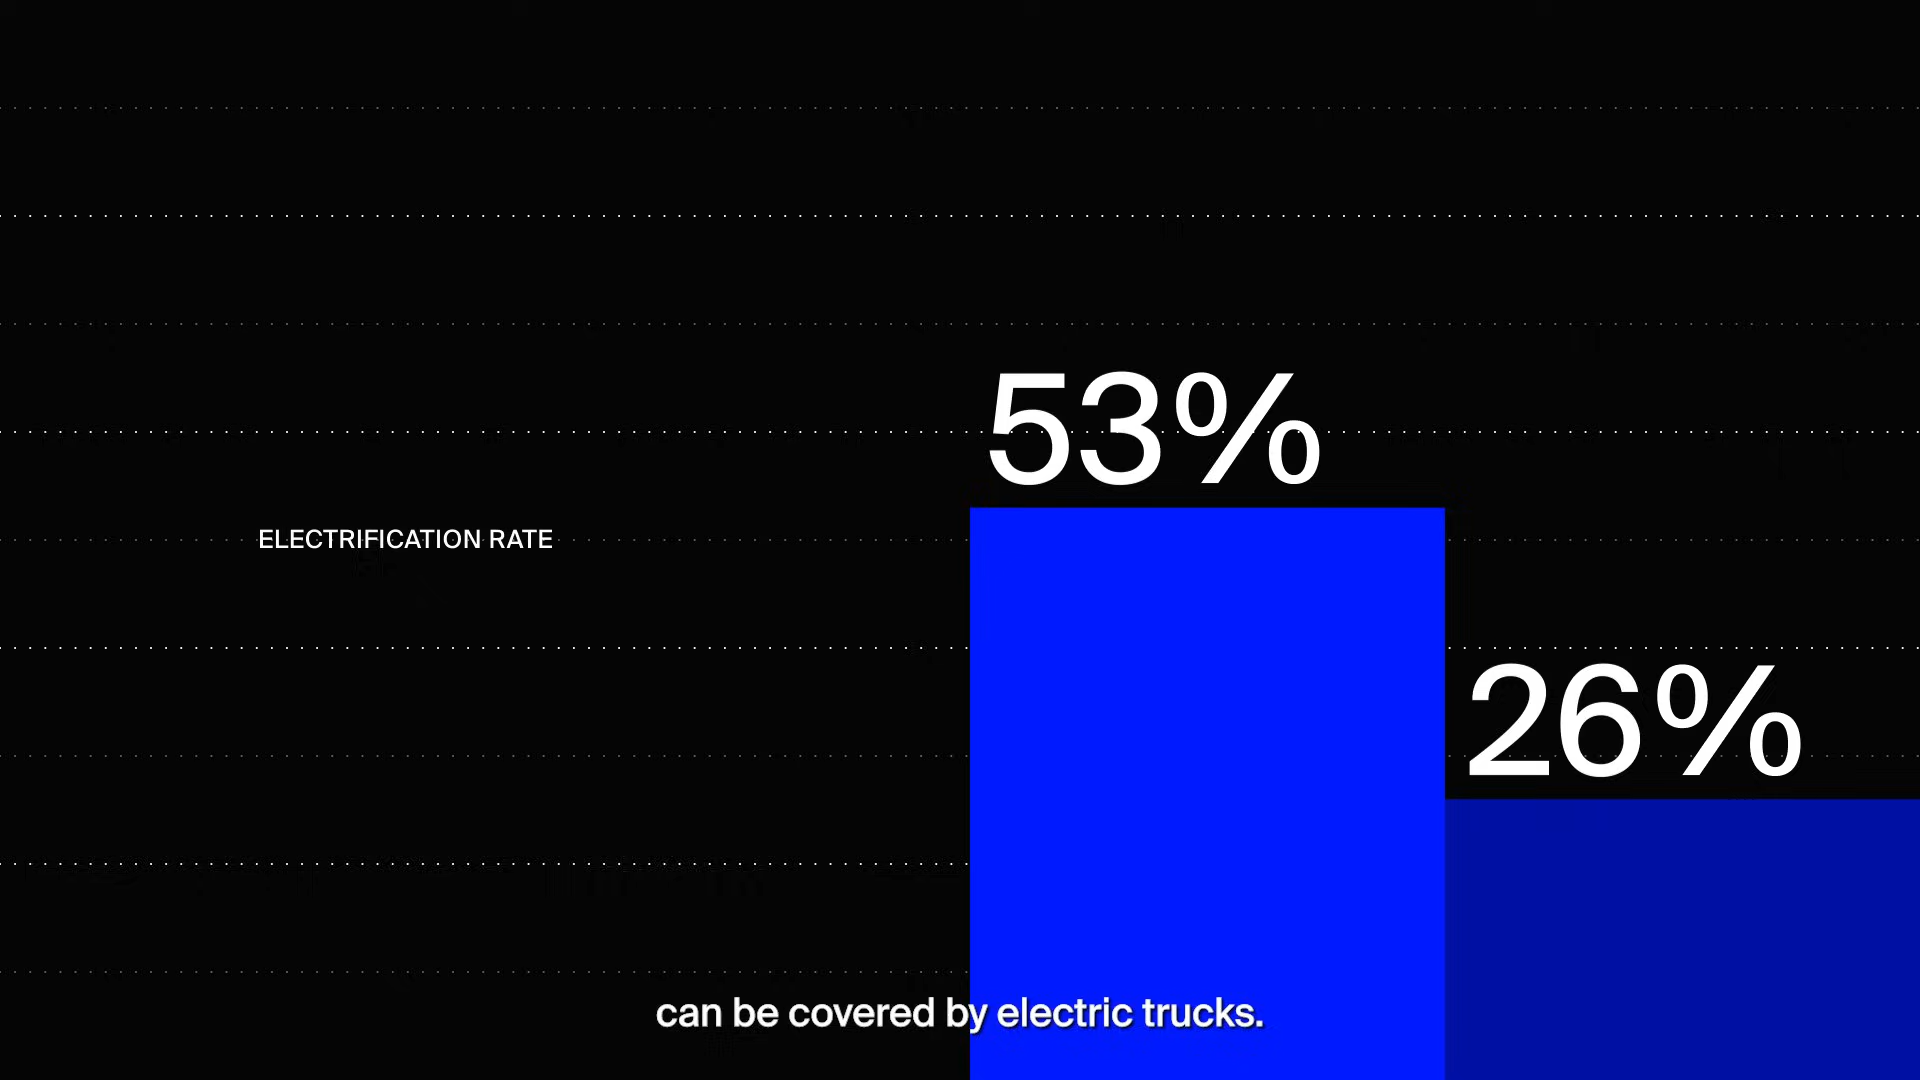 53%
ELECTRIFICATION RATE
26%
can be covered by electric trucks.